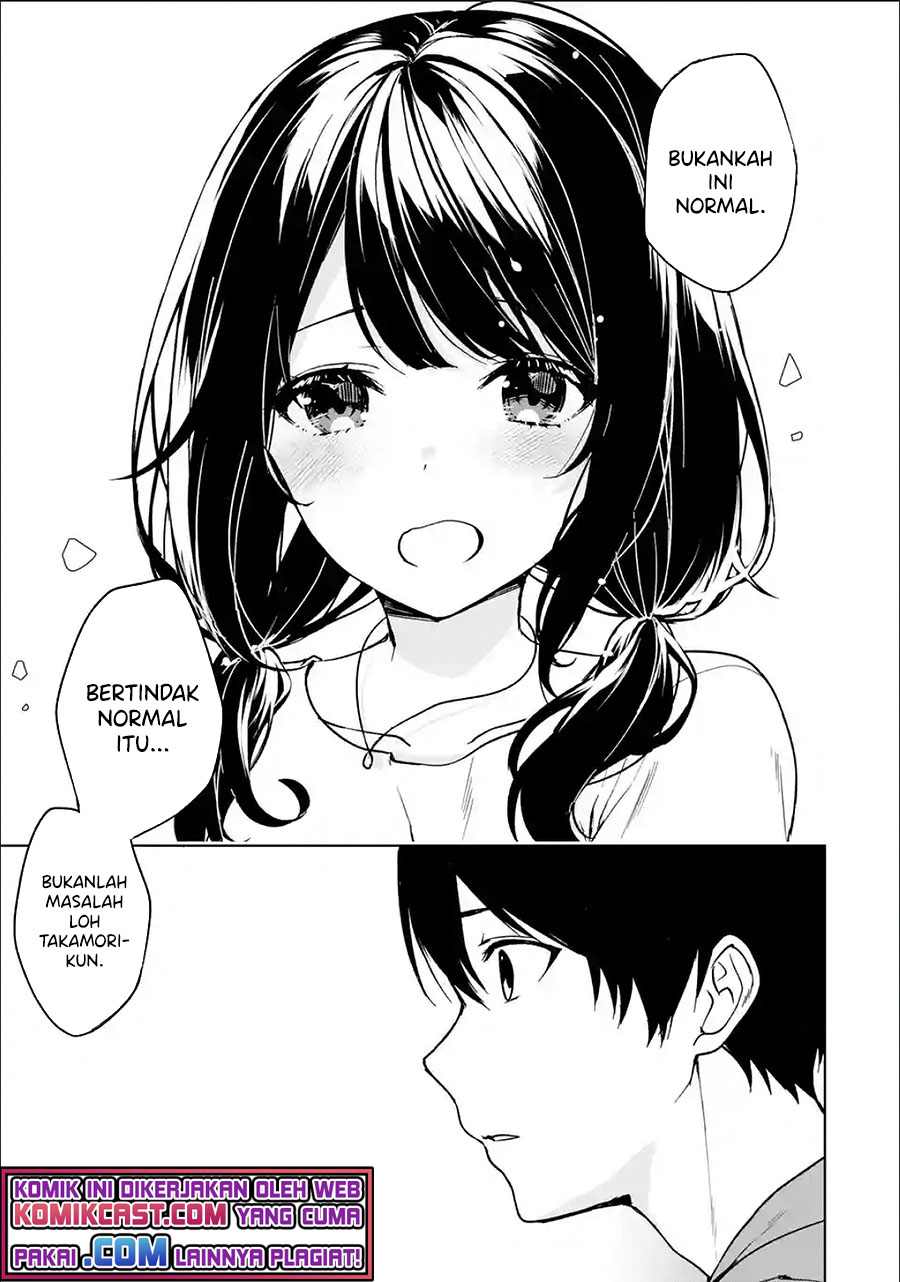 BUKANKAH
INI
NORMAL.
BERTINDAK
NORMAL
ITU...
BUKANLAH
MASALAH
LOH
TAKAMORI-
KUN.
KOMIK INI DIKERJAKAN OLEH WEB
KOMIKCAST.COM YANG CUMA
PAKAI .COM LAINNYA PLAGIAT!